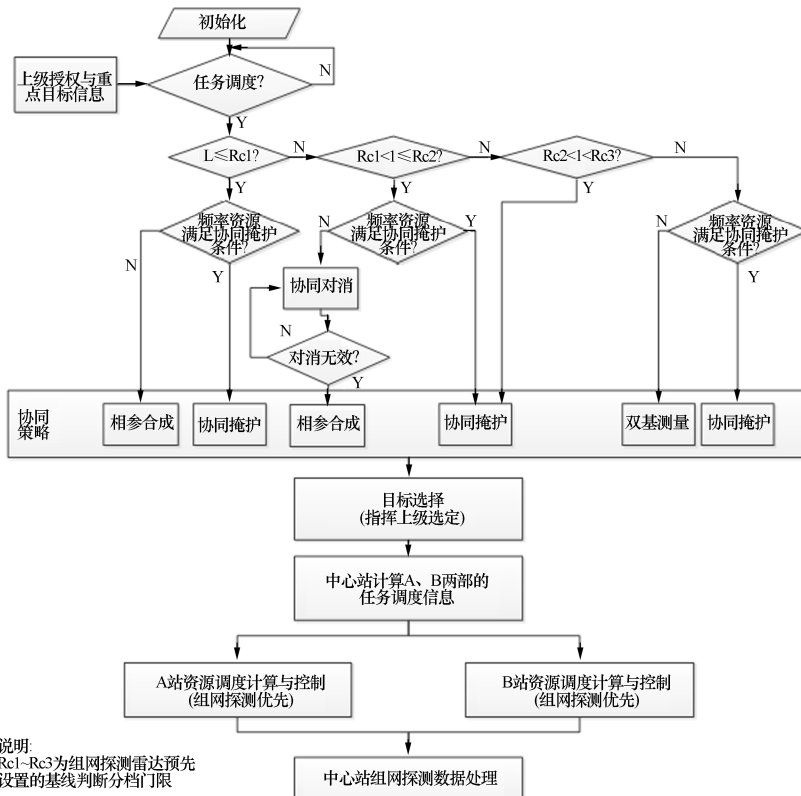 初始化
N
上级授权与重
点目标信息
任务调度?
Y
L≤Rc1?
N
Rc1<1≤Rc2?
N
Rc2<1<Rc3?
N
Y
Y
Y
频率资源
满足协同掩护
条件?
N
频率资源
满足协同掩护
条件?
Y
N
频率资源
满足协同掩护
条件?
N
Y
Y
协同对消
N
对消无效?
Y
协同
策略
相参合成
协同掩护
相参合成
协同掩护
双基测量
协同掩护
目标选择
(指挥上级选定)
中心站计算A、B两部的
任务调度信息
A站资源调度计算与控制
(组网探测优先)
B站资源调度计算与控制
(组网探测优先)
说明:
Rc1~Rc3为组网探测雷达预先
设置的基线判断分档门限
中心站组网探测数据处理